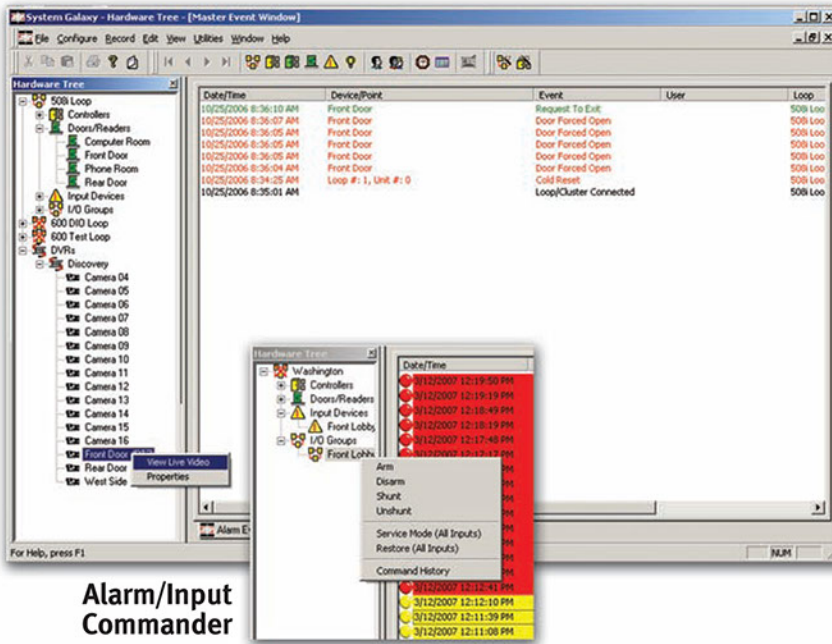 System Galaxy - Hardware Tree - [Master Event Window]
File Configure Record Edit View Utilities Window Help
Hardware Tree
508i Loop
Controllers
Doors/Readers
Computer Room
Front Door
Phone Room
Rear Door
Input Devices
I/O Groups
600 DIO Loop
600 Test Loop
DVRs
Discovery
Camera 04
Camera 05
Camera 06
Camera 07
Camera 08
Camera 09
Camera 10
Camera 11
Camera 12
Camera 13
Camera 14
Camera 15
Camera 16
Front Door
Rear Door
West Side
View Live Video
Properties
Date/Time Device/Point Event User Loop
10/25/2006 8:36:10 AM Front Door Request To Exit 508i Loo
10/25/2006 8:36:07 AM Front Door Door Forced Open 508i Loo
10/25/2006 8:36:05 AM Front Door Door Forced Open 508i Loo
10/25/2006 8:36:05 AM Front Door Door Forced Open 508i Loo
10/25/2006 8:36:04 AM Front Door Door Forced Open 508i Loo
10/25/2006 8:34:25 AM Loop #: 1, Unit #: 0 Cold Reset 508i Loo
10/25/2006 8:35:01 AM Loop/Cluster Connected 508i Loo
Alarm Ev
For Help, press F1
NUM
Hardware Tree
Washington
Controllers
Doors/Readers
Input Devices
Front Lobby
I/O Groups
Front Lobby
Arm
Disarm
Shunt
Unshunt
Service Mode (All Inputs)
Restore (All Inputs)
Command History
Date/Time
3/12/2007 12:19:50 PM
3/12/2007 12:19:19 PM
3/12/2007 12:18:49 PM
3/12/2007 12:18:19 PM
3/12/2007 12:17:48 PM
3/12/2007 12:17:17 PM
3/12/2007 12:12:41 PM
3/12/2007 12:12:10 PM
3/12/2007 12:11:39 PM
3/12/2007 12:11:08 PM
Alarm/Input
Commander